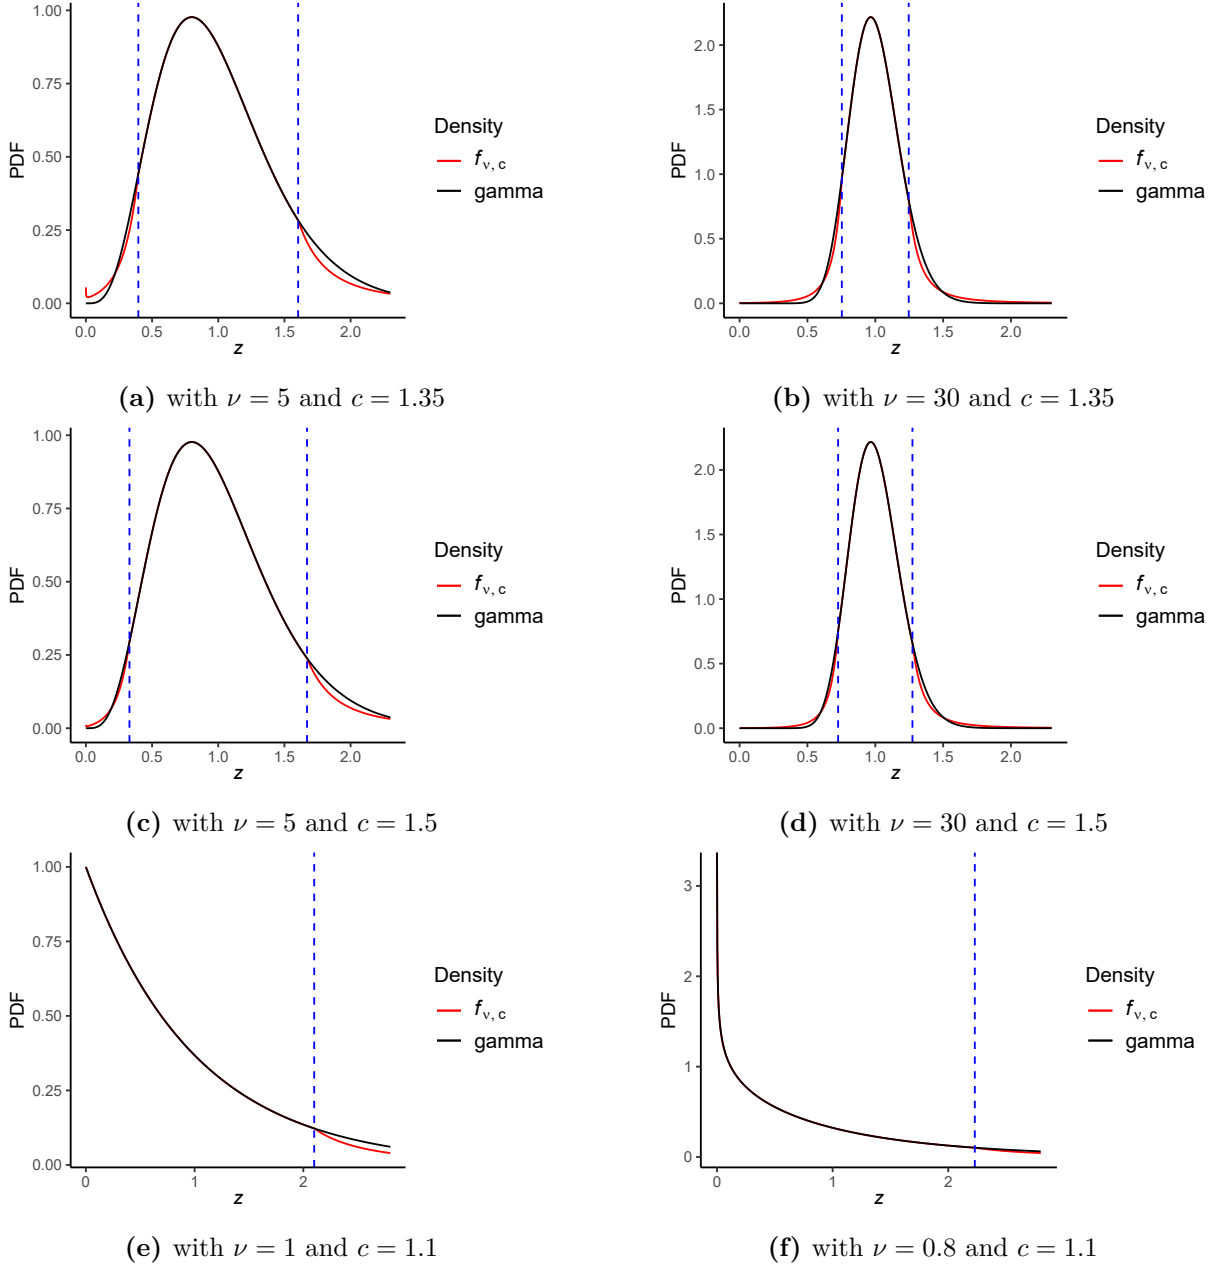 1.00
0.75
0.50
0.25
0.00
PDF
0.0 0.5 1.0 1.5 2.0
z
Density
f ν, c
gamma
(a) with ν = 5 and c = 1.35
2.0
1.5
1.0
0.5
0.0
PDF
0.0 0.5 1.0 1.5 2.0
z
Density
f ν, c
gamma
(b) with ν = 30 and c = 1.35
1.00
0.75
0.50
0.25
0.00
PDF
0.0 0.5 1.0 1.5 2.0
z
Density
f ν, c
gamma
(c) with ν = 5 and c = 1.5
2.0
1.5
1.0
0.5
0.0
PDF
0.0 0.5 1.0 1.5 2.0
z
Density
f ν, c
gamma
(d) with ν = 30 and c = 1.5
1.00
0.75
0.50
0.25
0.00
PDF
0 1 2
z
Density
f ν, c
gamma
(e) with ν = 1 and c = 1.1
3
2
1
0
PDF
0 1 2
z
Density
f ν, c
gamma
(f) with ν = 0.8 and c = 1.1